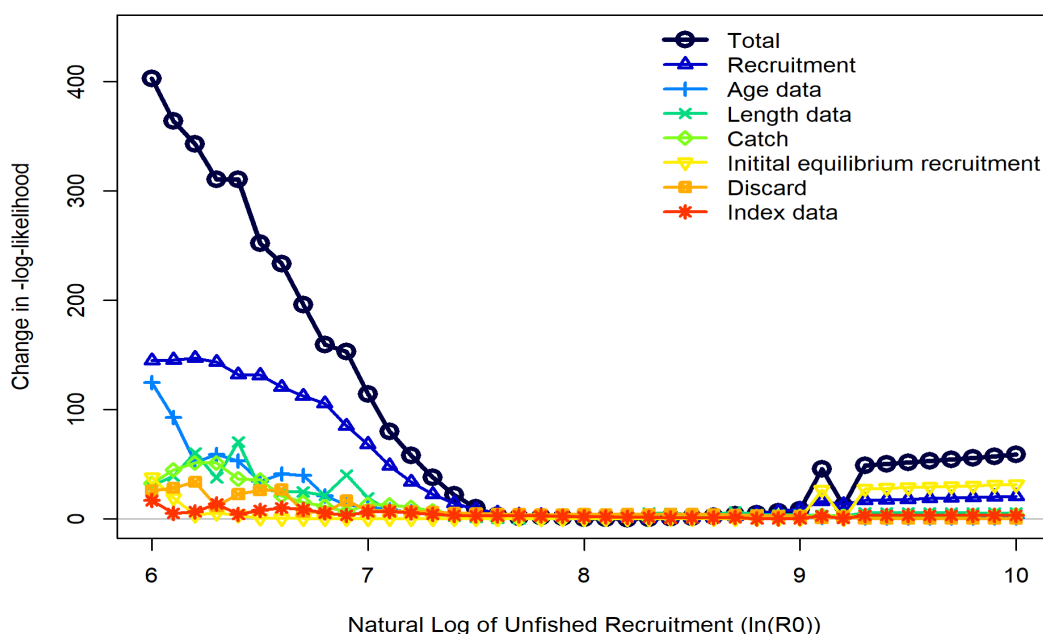 Total
Recruitment
Age data
Length data
Catch
Initital equilibrium recruitment
Discard
Index data
Change in -log-likelihood
400
300
200
100
0
6 7 8 9 10
Natural Log of Unfished Recruitment (ln(R0))